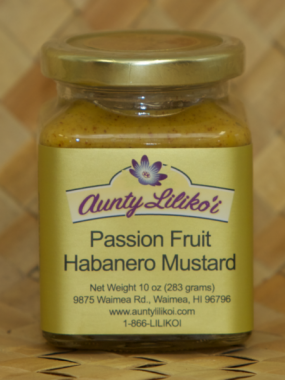 Aunty Liliko'i
Passion Fruit
Habanero Mustard
Net Weight 10 oz (283 grams)
9875 Waimea Rd., Waimea, HI 96796
www.auntylilikoi.com
1-866-LILIKOI